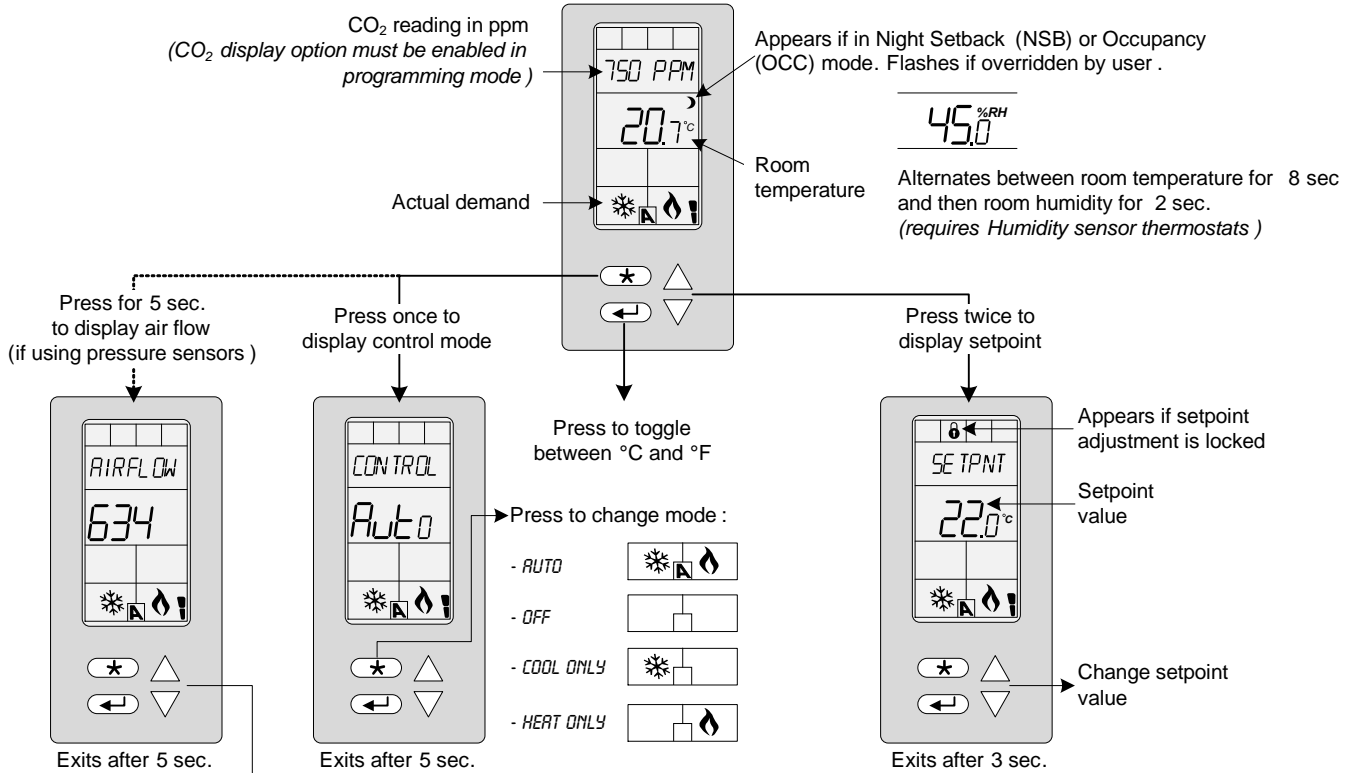 CO₂ reading in ppm
(CO₂ display option must be enabled in
programming mode )
750 PPM
20.7°C
A
Appears if in Night Setback (NSB) or Occupancy
(OCC) mode. Flashes if overridden by user .
45.0 %RH
Alternates between room temperature for 8 sec
and then room humidity for 2 sec.
(requires Humidity sensor thermostats )
Room
temperature
Actual demand
Press for 5 sec.
to display air flow
(if using pressure sensors )
Press once to
display control mode
Press twice to
display setpoint
Press to toggle
between °C and °F
AIRFLOW
634
A
Exits after 5 sec.
CONTROL
Auto
A
Exits after 5 sec.
Press to change mode :
- AUTO
A
- OFF
- COOL ONLY
- HEAT ONLY
SETPNT
22.0°C
A
Appears if setpoint
adjustment is locked
Setpoint
value
Change setpoint
value
Exits after 3 sec.